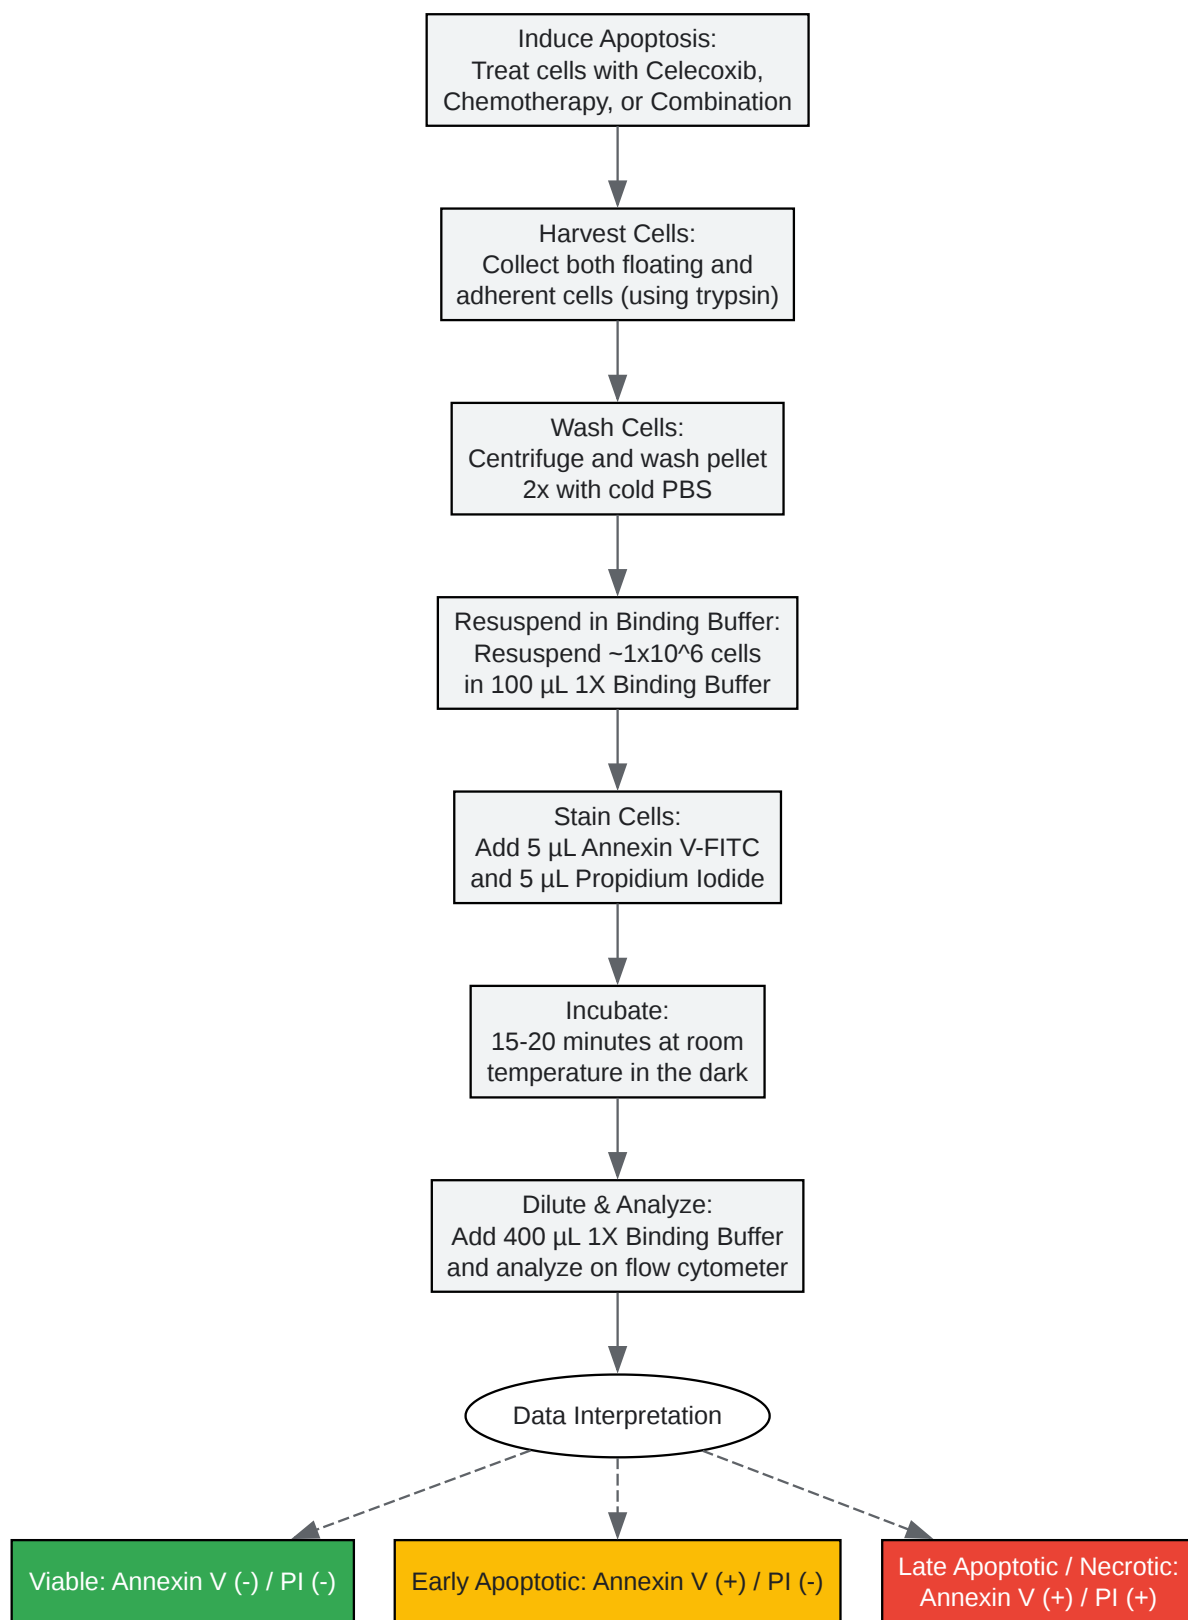 Induce Apoptosis:
Treat cells with Celecoxib,
Chemotherapy, or Combination
Harvest Cells:
Collect both floating and
adherent cells (using trypsin)
Wash Cells:
Centrifuge and wash pellet
2x with cold PBS
Resuspend in Binding Buffer:
Resuspend ~1x10^6 cells
in 100 µL 1X Binding Buffer
Stain Cells:
Add 5 µL Annexin V-FITC
and 5 µL Propidium Iodide
Incubate:
15-20 minutes at room
temperature in the dark
Dilute & Analyze:
Add 400 µL 1X Binding Buffer
and analyze on flow cytometer
Data Interpretation
Viable: Annexin V (-) / PI (-)
Early Apoptotic: Annexin V (+) / PI (-)
Late Apoptotic / Necrotic:
Annexin V (+) / PI (+)